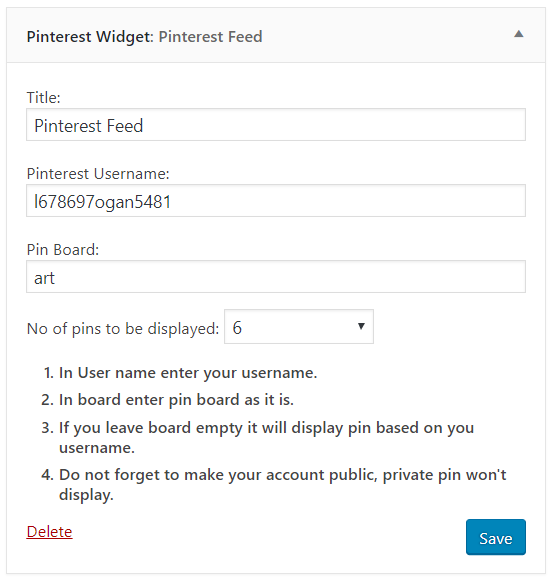 Pinterest Widget: Pinterest Feed
Title:
Pinterest Feed
Pinterest Username:
l678697ogan5481
Pin Board:
art
No of pins to be displayed: 6
1. In User name enter your username.
2. In board enter pin board as it is.
3. If you leave board empty it will display pin based on you
username.
4. Do not forget to make your account public, private pin won't
display.
Delete
Save